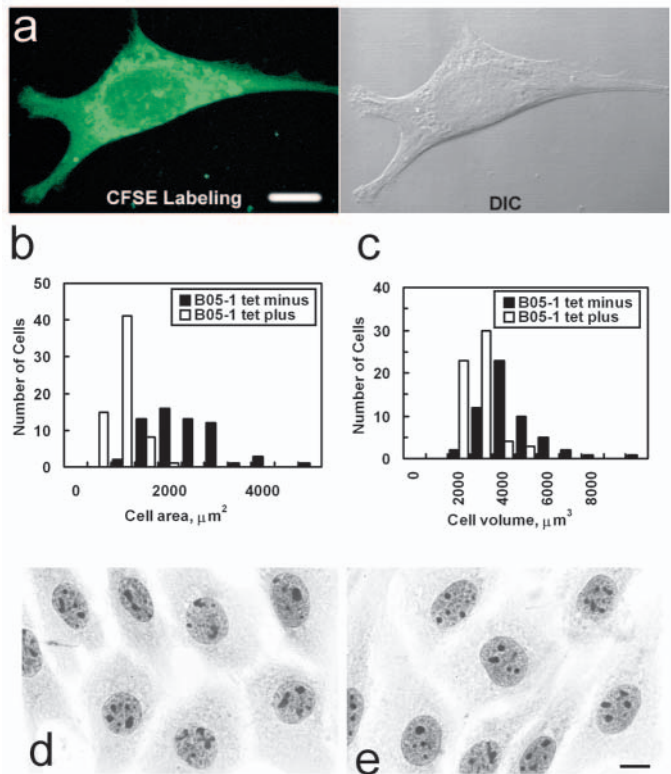 a
CFSE Labeling
DIC
b
50
40
30
20
10
0
Number of Cells
B05-1 tet minus
B05-1 tet plus
0
2000
4000
Cell area, μm²
c
40
30
20
10
0
Number of Cells
B05-1 tet minus
B05-1 tet plus
0
2000
4000
6000
8000
Cell volume, μm³
d
e